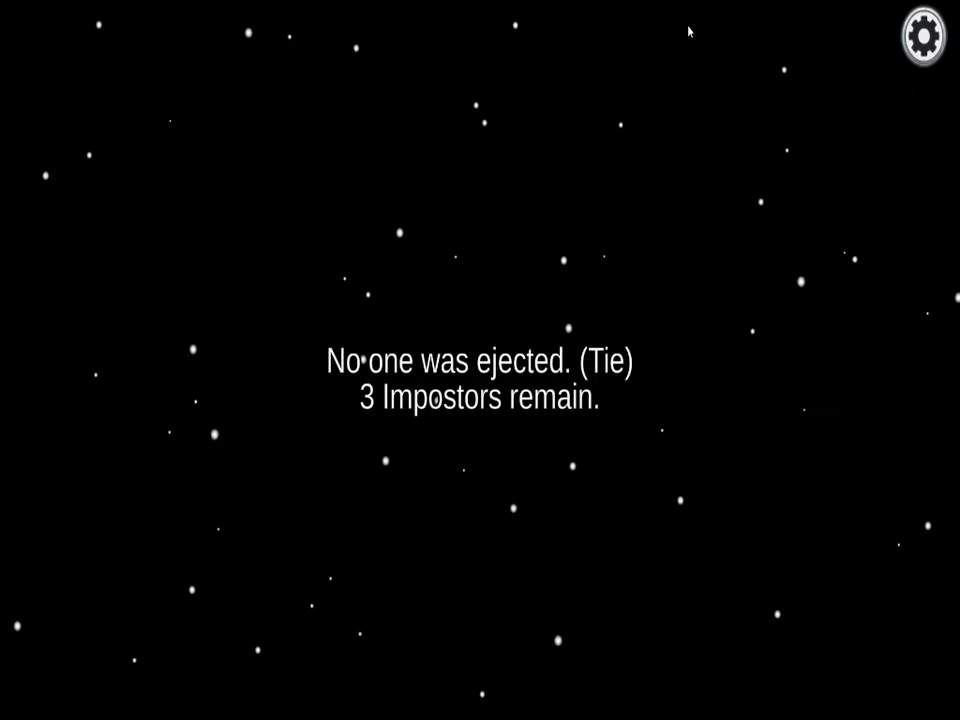 No one was ejected. (Tie)
3 Impostors remain.